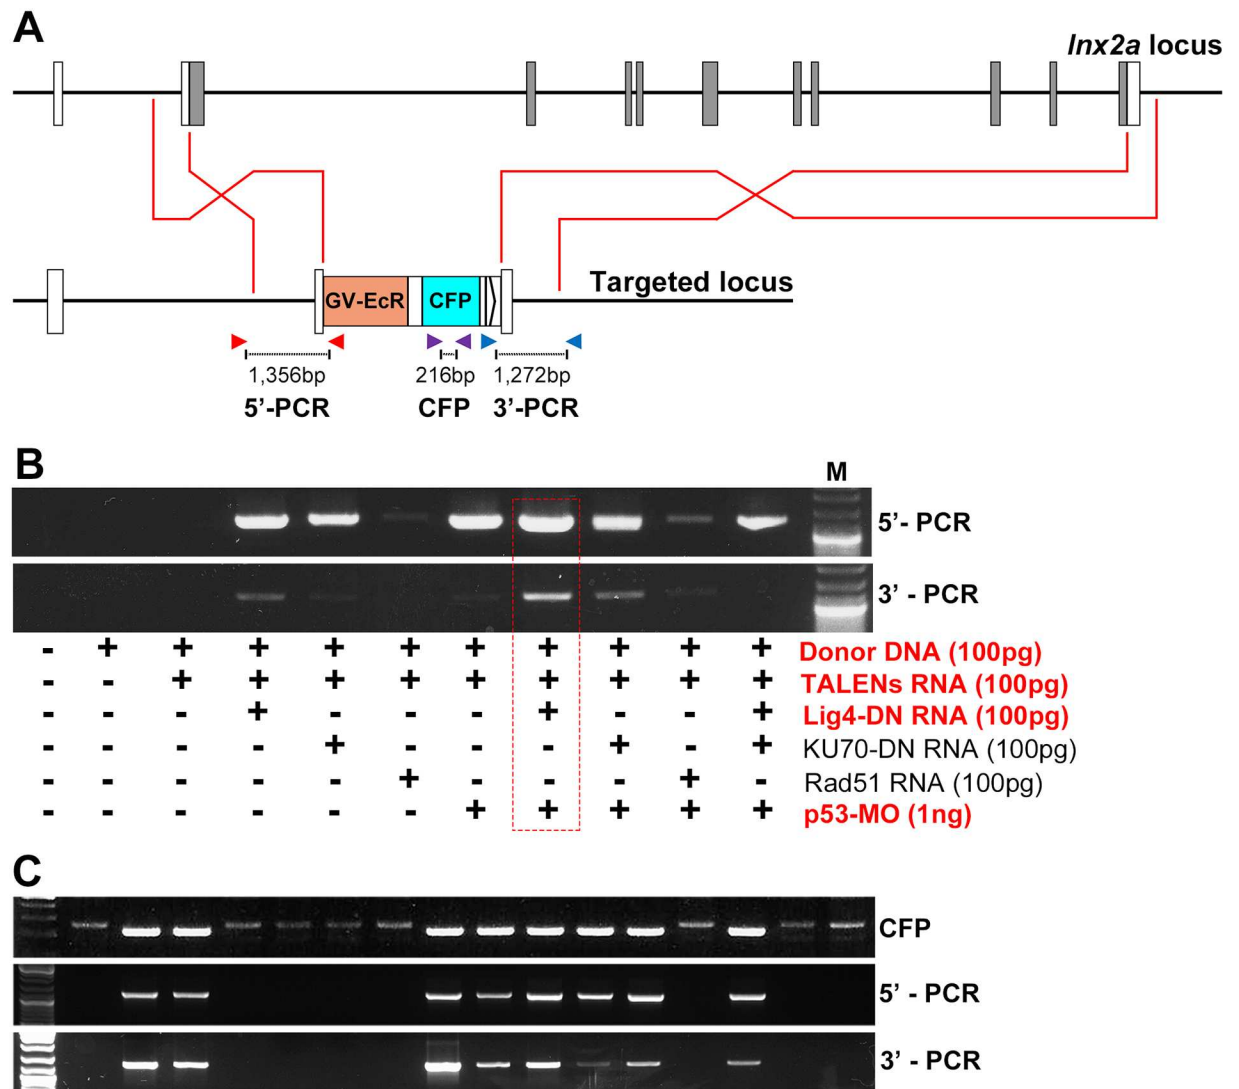 A
lnx2a locus
GV-EcR
CFP
Targeted locus
1,356bp
216bp
1,272bp
5’-PCR
CFP
3’-PCR
B
M
5’- PCR
3’ - PCR
- + + + + + + + + + + Donor DNA (100pg)
- - + + + + + + + + + TALENs RNA (100pg)
- - - + - - - + - - + Lig4-DN RNA (100pg)
- - - - + - - - + - + KU70-DN RNA (100pg)
- - - - - + - - - + - Rad51 RNA (100pg)
- - - - - - + + + + + p53-MO (1ng)
C
CFP
5’ - PCR
3’ - PCR